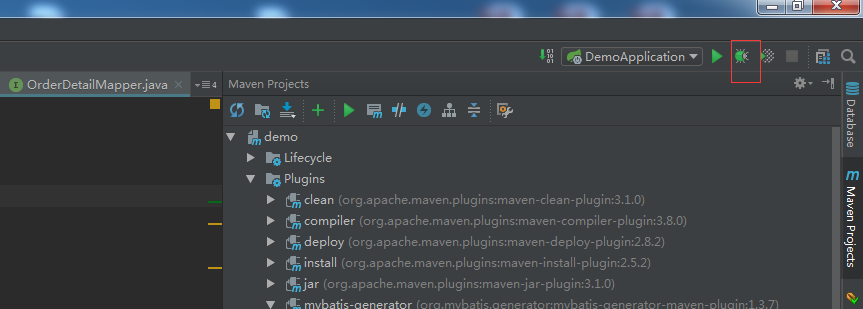 DemoApplication
OrderDetailMapper.java
4
Maven Projects
demo
Lifecycle
Plugins
clean (org.apache.maven.plugins:maven-clean-plugin:3.1.0)
compiler (org.apache.maven.plugins:maven-compiler-plugin:3.8.0)
deploy (org.apache.maven.plugins:maven-deploy-plugin:2.8.2)
install (org.apache.maven.plugins:maven-install-plugin:2.5.2)
jar (org.apache.maven.plugins:maven-jar-plugin:3.1.0)
mybatis-generator (org.mybatis.generator:mybatis-generator-maven-plugin:1.3.7)
Database
Maven Projects